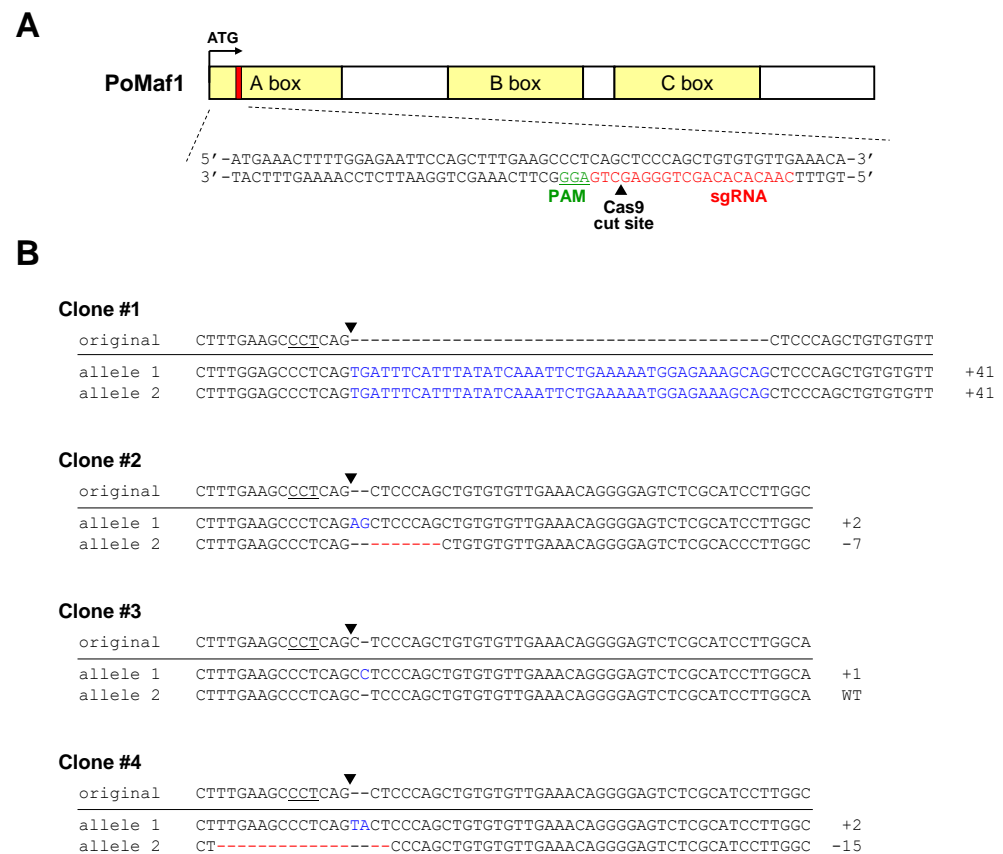 A
ATG
PoMaf1
A box
B box
C box
5′-ATGAAACTTTTGGAGAATTCCAGCTTTGAAGCCCTCAGCTCCCAGCTGTGTGTTGAAACA-3′
3′-TACTTTGAAAACCTCTTAAGGTCGAAACTTCGGGAGTCGAGGGTCGACACACAACTTTGT-5′
PAM
Cas9
cut site
sgRNA
B
Clone #1
original CTTTGAAGCCCTCAG-----------------------------------------CTCCCAGCTGTGTGTT
allele 1 CTTTGGAGCCCTCAGTGATTTCATTTATATCAAATTCTGAAAAATGGAGAAAGCAGCTCCCAGCTGTGTGTT +41
allele 2 CTTTGGAGCCCTCAGTGATTTCATTTATATCAAATTCTGAAAAATGGAGAAAGCAGCTCCCAGCTGTGTGTT +41
Clone #2
original CTTTGAAGCCCTCAG--CTCCCAGCTGTGTGTTGAAACAGGGGAGTCTCGCATCCTTGGC
allele 1 CTTTGAAGCCCTCAGAGCTCCCAGCTGTGTGTTGAAACAGGGGAGTCTCGCATCCTTGGC +2
allele 2 CTTTGAAGCCCTCAG---------CTGTGTGTTGAAACAGGGGAGTCTCGCACCCTTGGC -7
Clone #3
original CTTTGAAGCCCTCAGC-TCCCAGCTGTGTGTTGAAACAGGGGAGTCTCGCATCCTTGGCA
allele 1 CTTTGAAGCCCTCAGCCTCCCAGCTGTGTGTTGAAACAGGGGAGTCTCGCATCCTTGGCA +1
allele 2 CTTTGAAGCCCTCAGC-TCCCAGCTGTGTGTTGAAACAGGGGAGTCTCGCATCCTTGGCA WT
Clone #4
original CTTTGAAGCCCTCAG--CTCCCAGCTGTGTGTTGAAACAGGGGAGTCTCGCATCCTTGGC
allele 1 CTTTGAAGCCCTCAGTACTCCCAGCTGTGTGTTGAAACAGGGGAGTCTCGCATCCTTGGC +2
allele 2 CT-----------------CCCAGCTGTGTGTTGAAACAGGGGAGTCTCGCATCCTTGGC -15